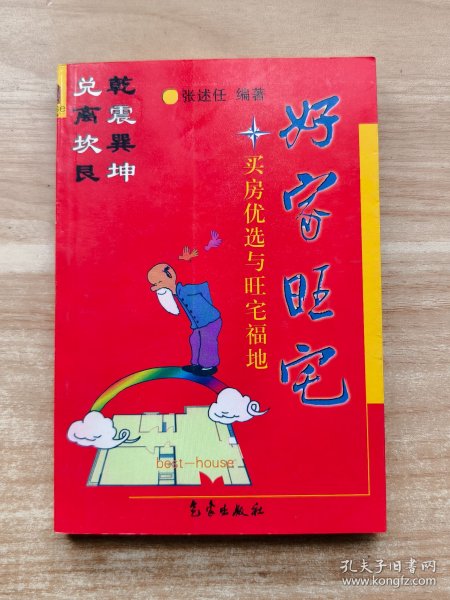 乾震巽坤
兑离坎艮
张述任 编著
好家旺宅
买房优选与旺宅福地
best—house
气象出版社
孔夫子旧书网
www.kongfz.com